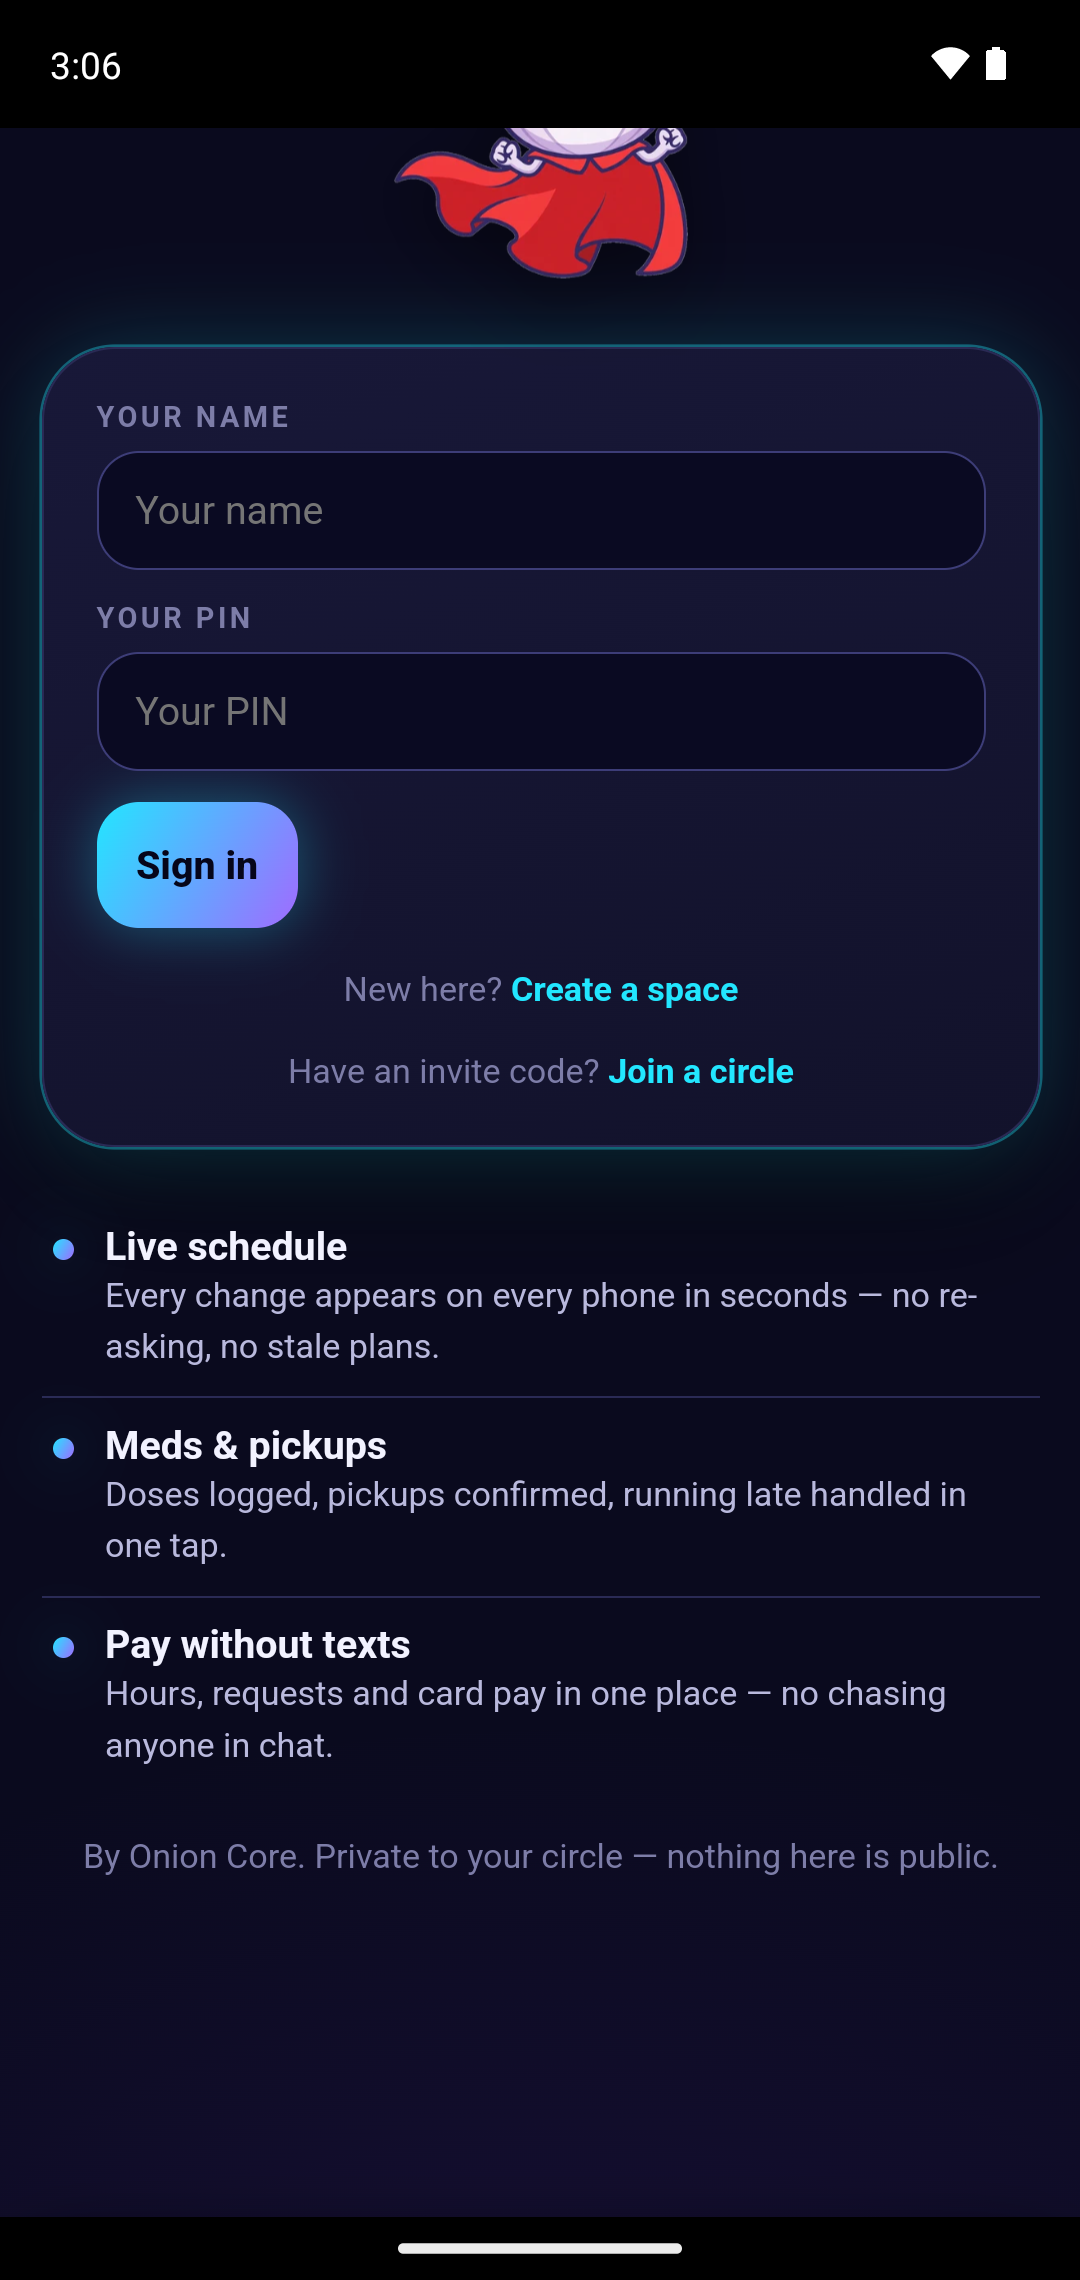 3:06
YOUR NAME
Your name
YOUR PIN
Your PIN
Sign in
New here? Create a space
Have an invite code? Join a circle
Live schedule
Every change appears on every phone in seconds — no re-
asking, no stale plans.
Meds & pickups
Doses logged, pickups confirmed, running late handled in
one tap.
Pay without texts
Hours, requests and card pay in one place — no chasing
anyone in chat.
By Onion Core. Private to your circle — nothing here is public.